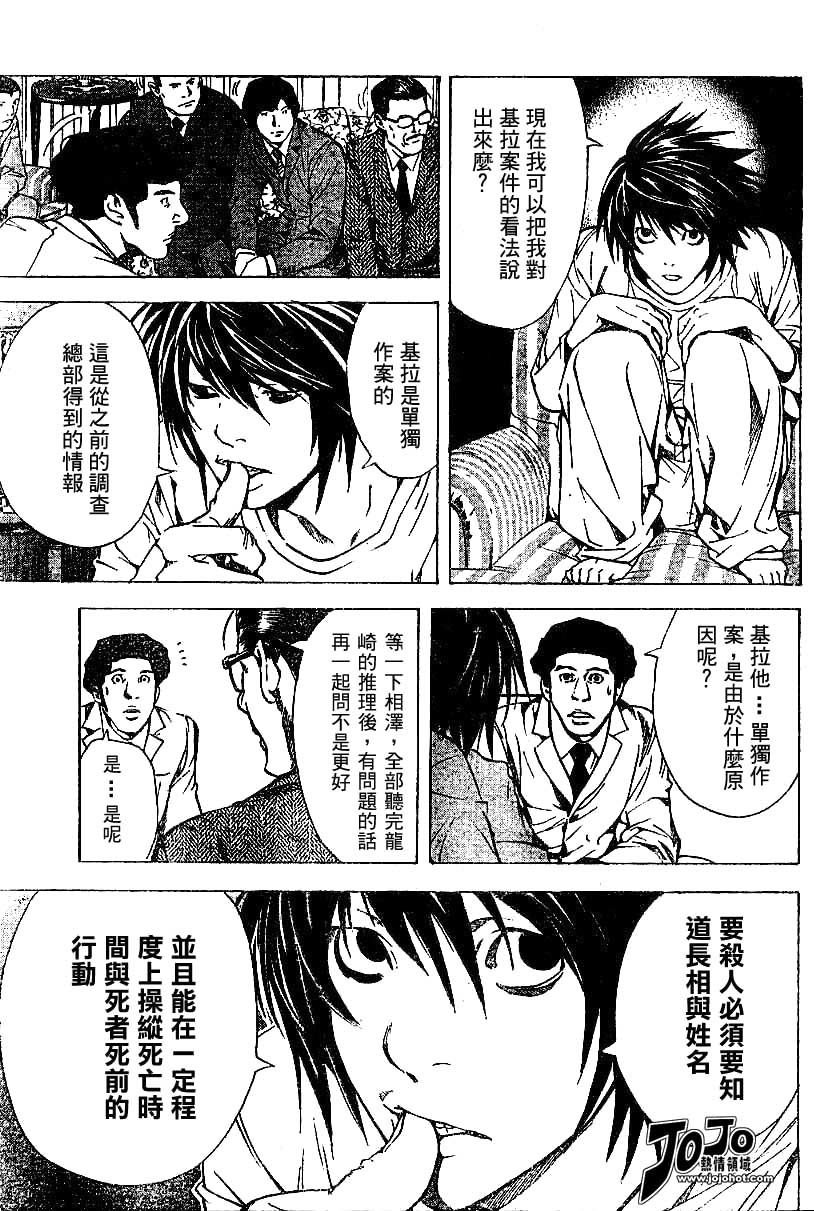 現在我可以把我對
基拉案件的看法說
出來麼?
基拉是單獨
作案的
這是從之前的調查
總部得到的情報
基拉他…單獨作
案,是由於什麼原
因呢?
等一下相澤,全部聽完龍
崎的推理後,有問題的話
再一起問不是更好
是…是呢
要殺人必須要知
道長相與姓名
並且能在一定程
度上操縱死亡時
間與死者死前的
行動
JOJO
熱情領域
www.jojohot.com